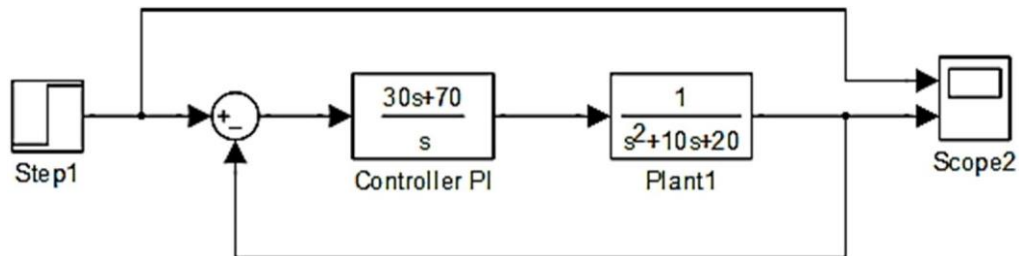 30s+70
s
1
s²+10s+20
+
−
Step1
Controller PI
Plant1
Scope2